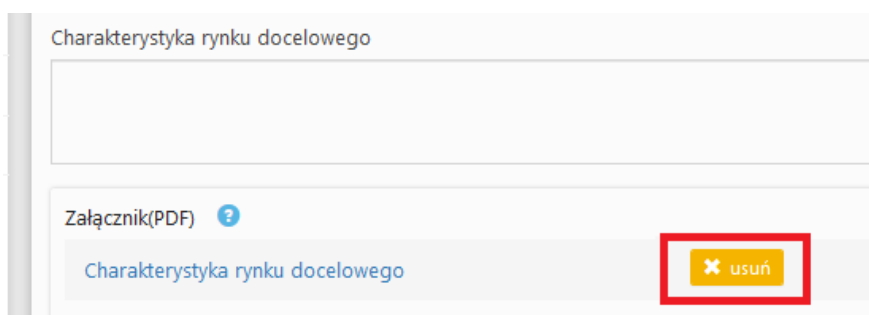 Charakterystyka rynku docelowego
Załącznik(PDF) ?
Charakterystyka rynku docelowego
✖ usuń